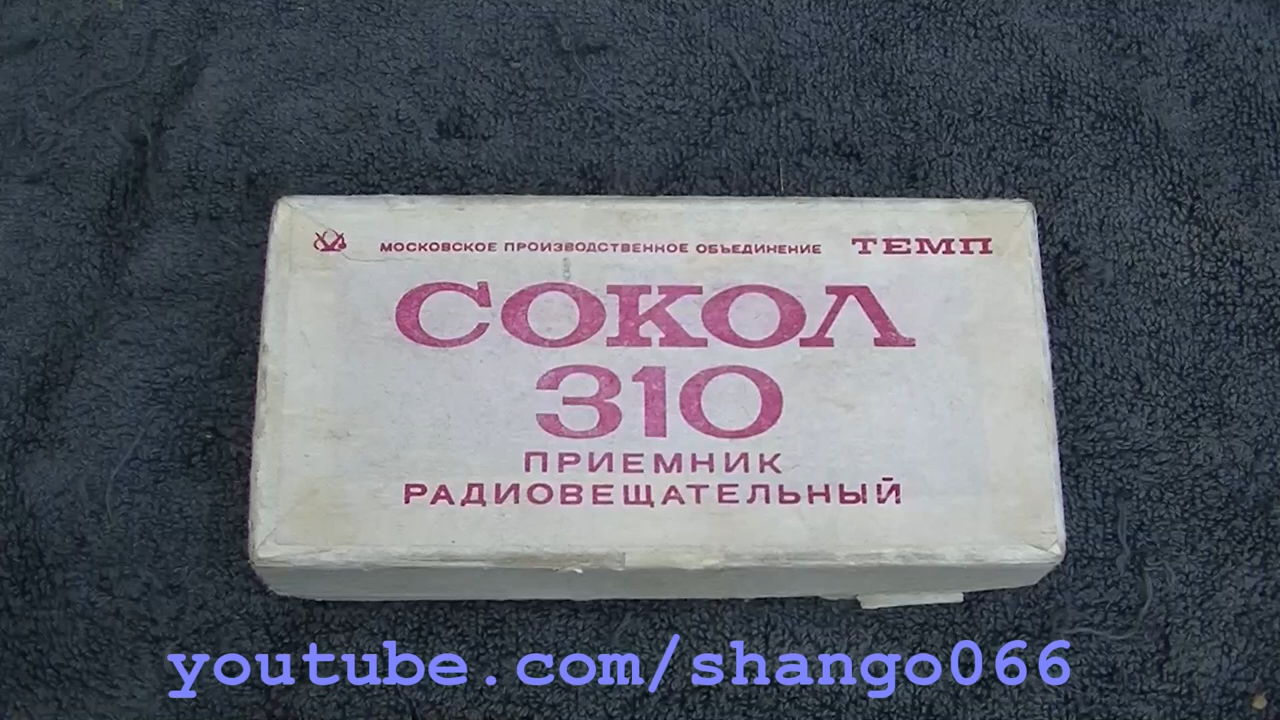 МОСКОВСКОЕ ПРОИЗВОДСТВЕННОЕ ОБЪЕДИНЕНИЕ ТЕМП
СОКОЛ
310
ПРИЕМНИК
РАДИОВЕЩАТЕЛЬНЫЙ
youtube.com/shango066